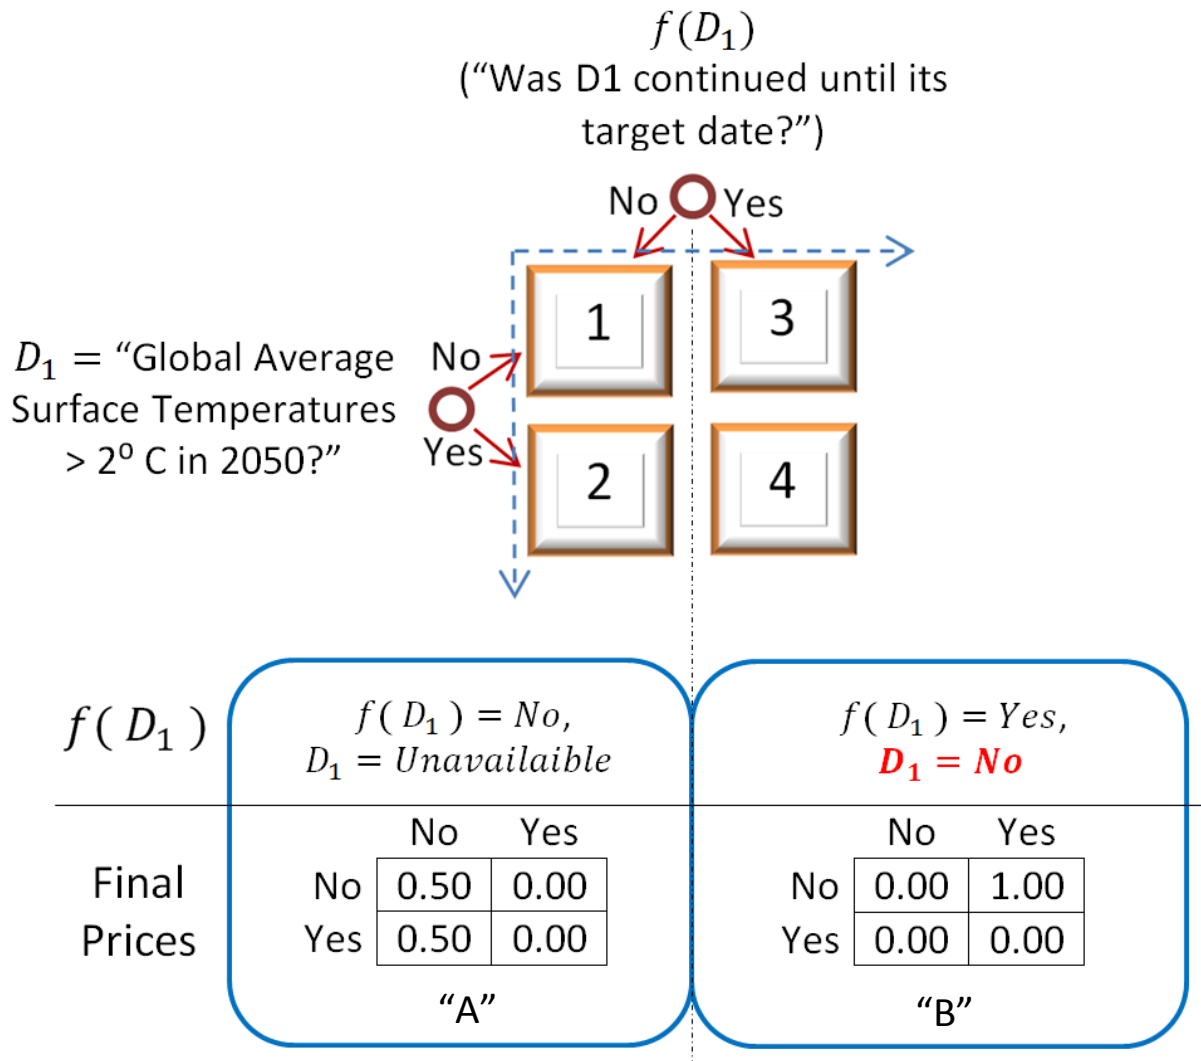 f(D₁)
(“Was D1 continued until its
target date?”)
No Yes
1 3
D₁ = “Global Average
Surface Temperatures
> 2⁰ C in 2050?”
No
Yes
2 4
f( D₁ )
f( D₁ ) = No,
D₁ = Unavailaible
f( D₁ ) = Yes,
D₁ = No
Final
Prices
No Yes
No 0.50 0.00
Yes 0.50 0.00
“A”
No Yes
No 0.00 1.00
Yes 0.00 0.00
“B”